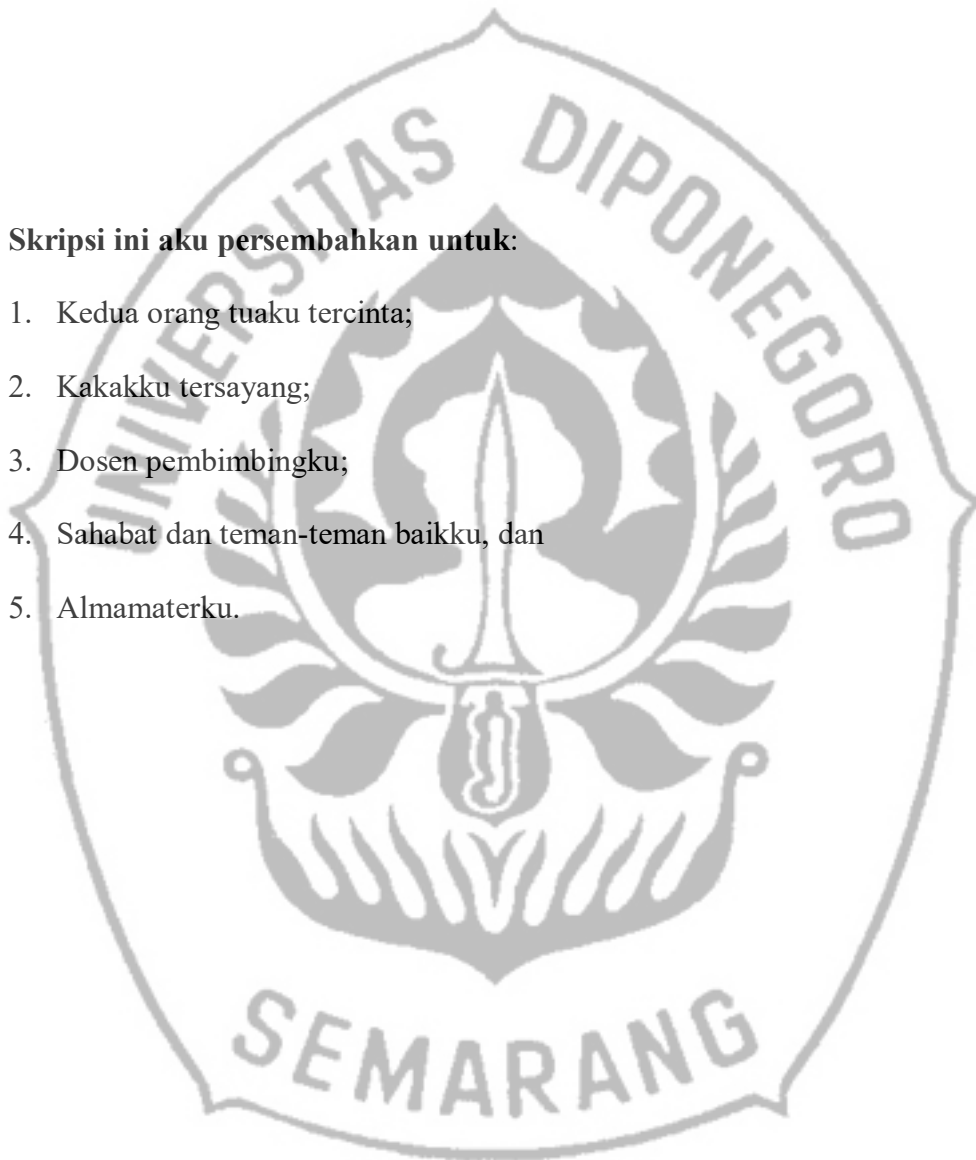 UNIVERSITAS DIPONEGORO
Skripsi ini aku persembahkan untuk:
1. Kedua orang tuaku tercinta;
2. Kakakku tersayang;
3. Dosen pembimbingku;
4. Sahabat dan teman-teman baikku, dan
5. Almamaterku.
SEMARANG